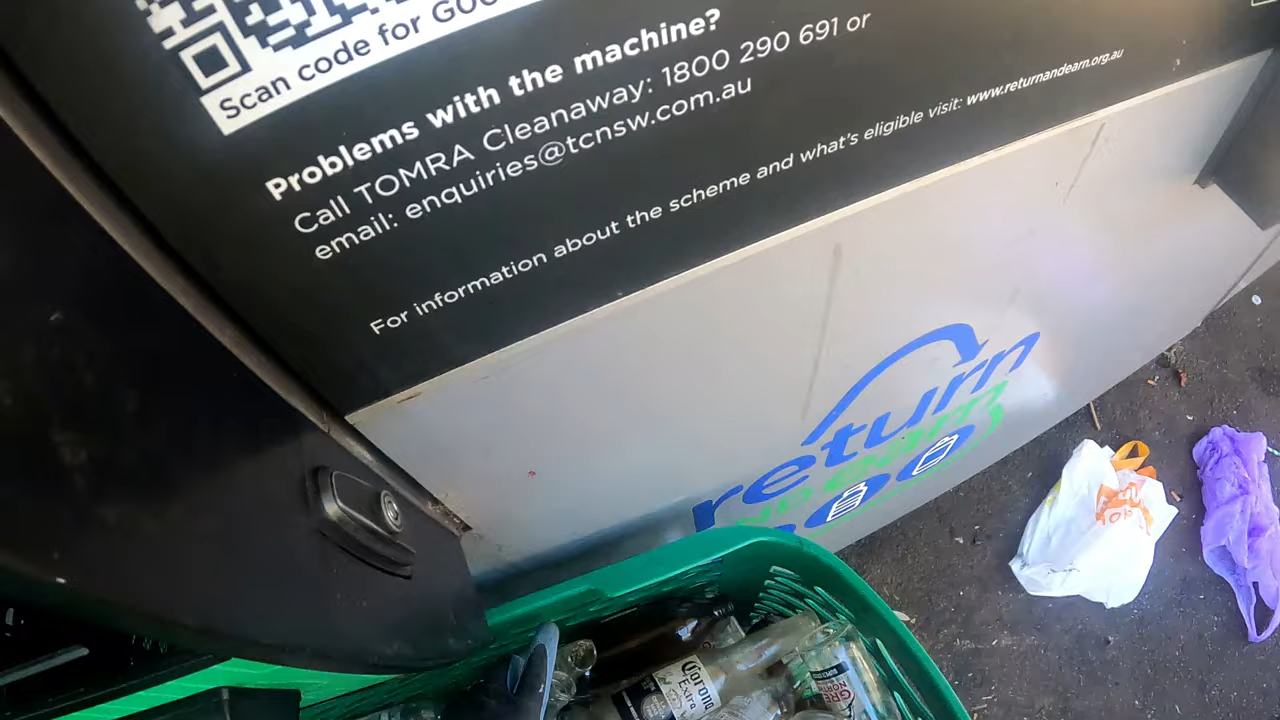 Scan code for
Problems with the machine?
Call TOMRA Cleanaway: 1800 290 691 or
email: enquiries@tcnsw.com.au
For information about the scheme and what's eligible visit: www.returnandearn.org.au
return
earn
Corona
Extra